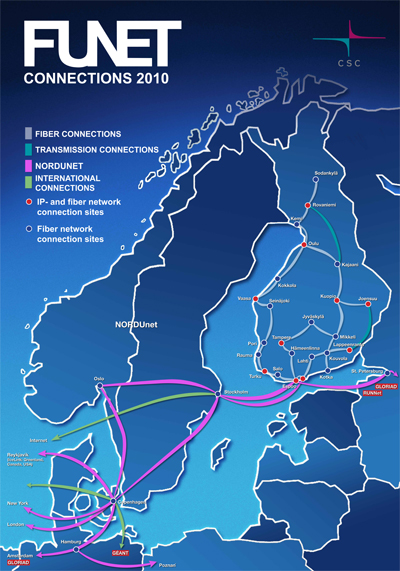 FUNET
CONNECTIONS 2010
CSC
FIBER CONNECTIONS
TRANSMISSION CONNECTIONS
NORDUNET
INTERNATIONAL
CONNECTIONS
IP- and fiber network
connection sites
Fiber network
connection sites
Sodankylä
Rovaniemi
Kemi
Oulu
Kajaani
Kokkola
Vaasa
Seinäjoki
Kuopio
Joensuu
NORDUnet
Jyväskylä
Pori
Tampere
Mikkeli
Hämeenlinna
Lappeenranta
Rauma
Lahti
Kouvola
Turku
Salo
Kotka
St. Petersburg
Espoo
Oslo
Stockholm
GLORIAD
RUNNet
Internet
Reykjavik
New York
Copenhagen
London
Hamburg
Amsterdam
GLORIAD
GEANT
Poznari